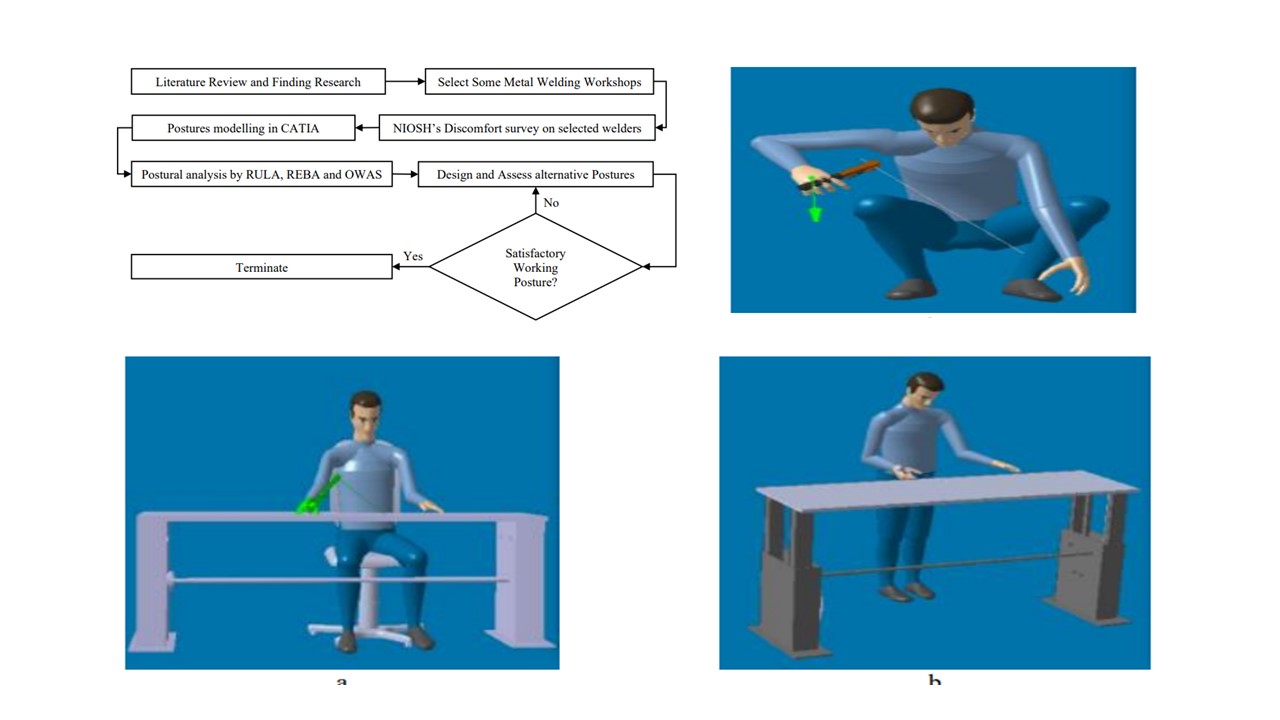 Literature Review and Finding Research
Select Some Metal Welding Workshops
Postures modelling in CATIA
NIOSH's Discomfort survey on selected welders
Postural analysis by RULA, REBA and OWAS
Design and Assess alternative Postures
No
Yes
Satisfactory
Working
Posture?
Terminate
a
b